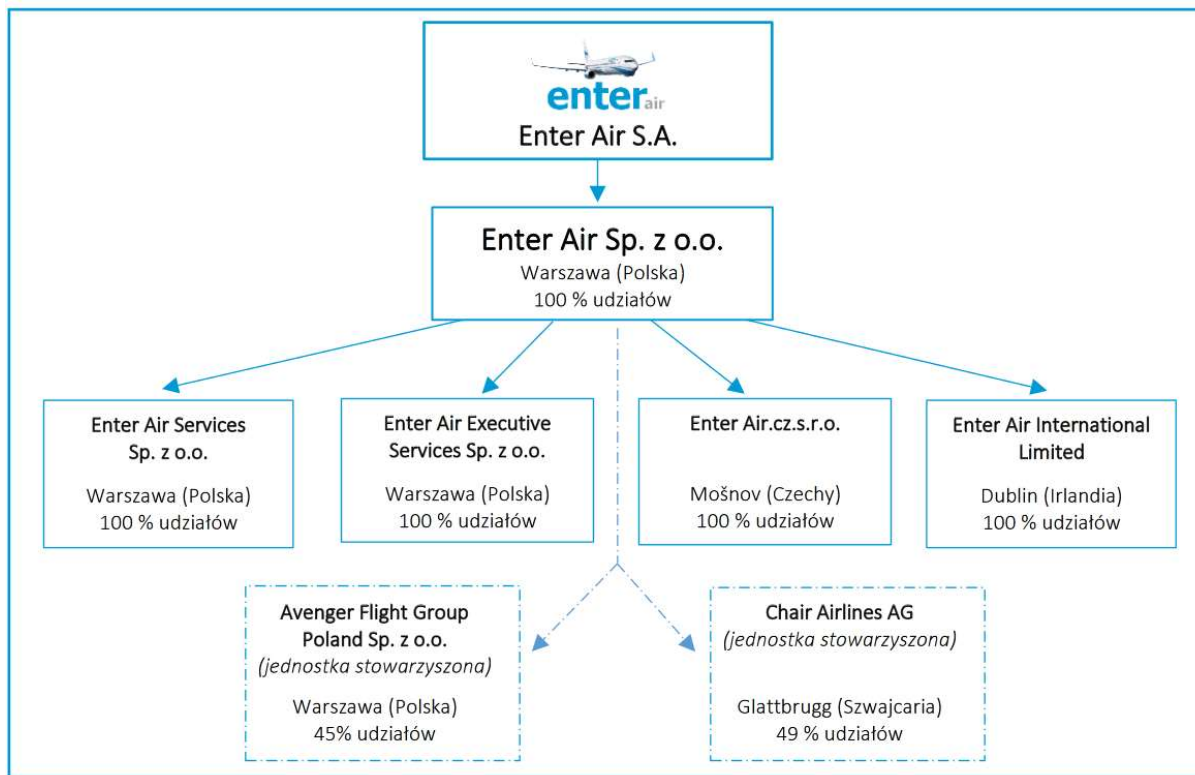 enter air
Enter Air S.A.
Enter Air Sp. z o.o.
Warszawa (Polska)
100 % udziałów
Enter Air Services
Sp. z o.o.
Warszawa (Polska)
100 % udziałów
Enter Air Executive
Services Sp. z o.o.
Warszawa (Polska)
100 % udziałów
Enter Air.cz.s.r.o.
Mošnov (Czechy)
100 % udziałów
Enter Air International
Limited
Dublin (Irlandia)
100 % udziałów
Avenger Flight Group
Poland Sp. z o.o.
(jednostka stowarzyszona)
Warszawa (Polska)
45% udziałów
Chair Airlines AG
(jednostka stowarzyszona)
Glattbrugg (Szwajcaria)
49 % udziałów